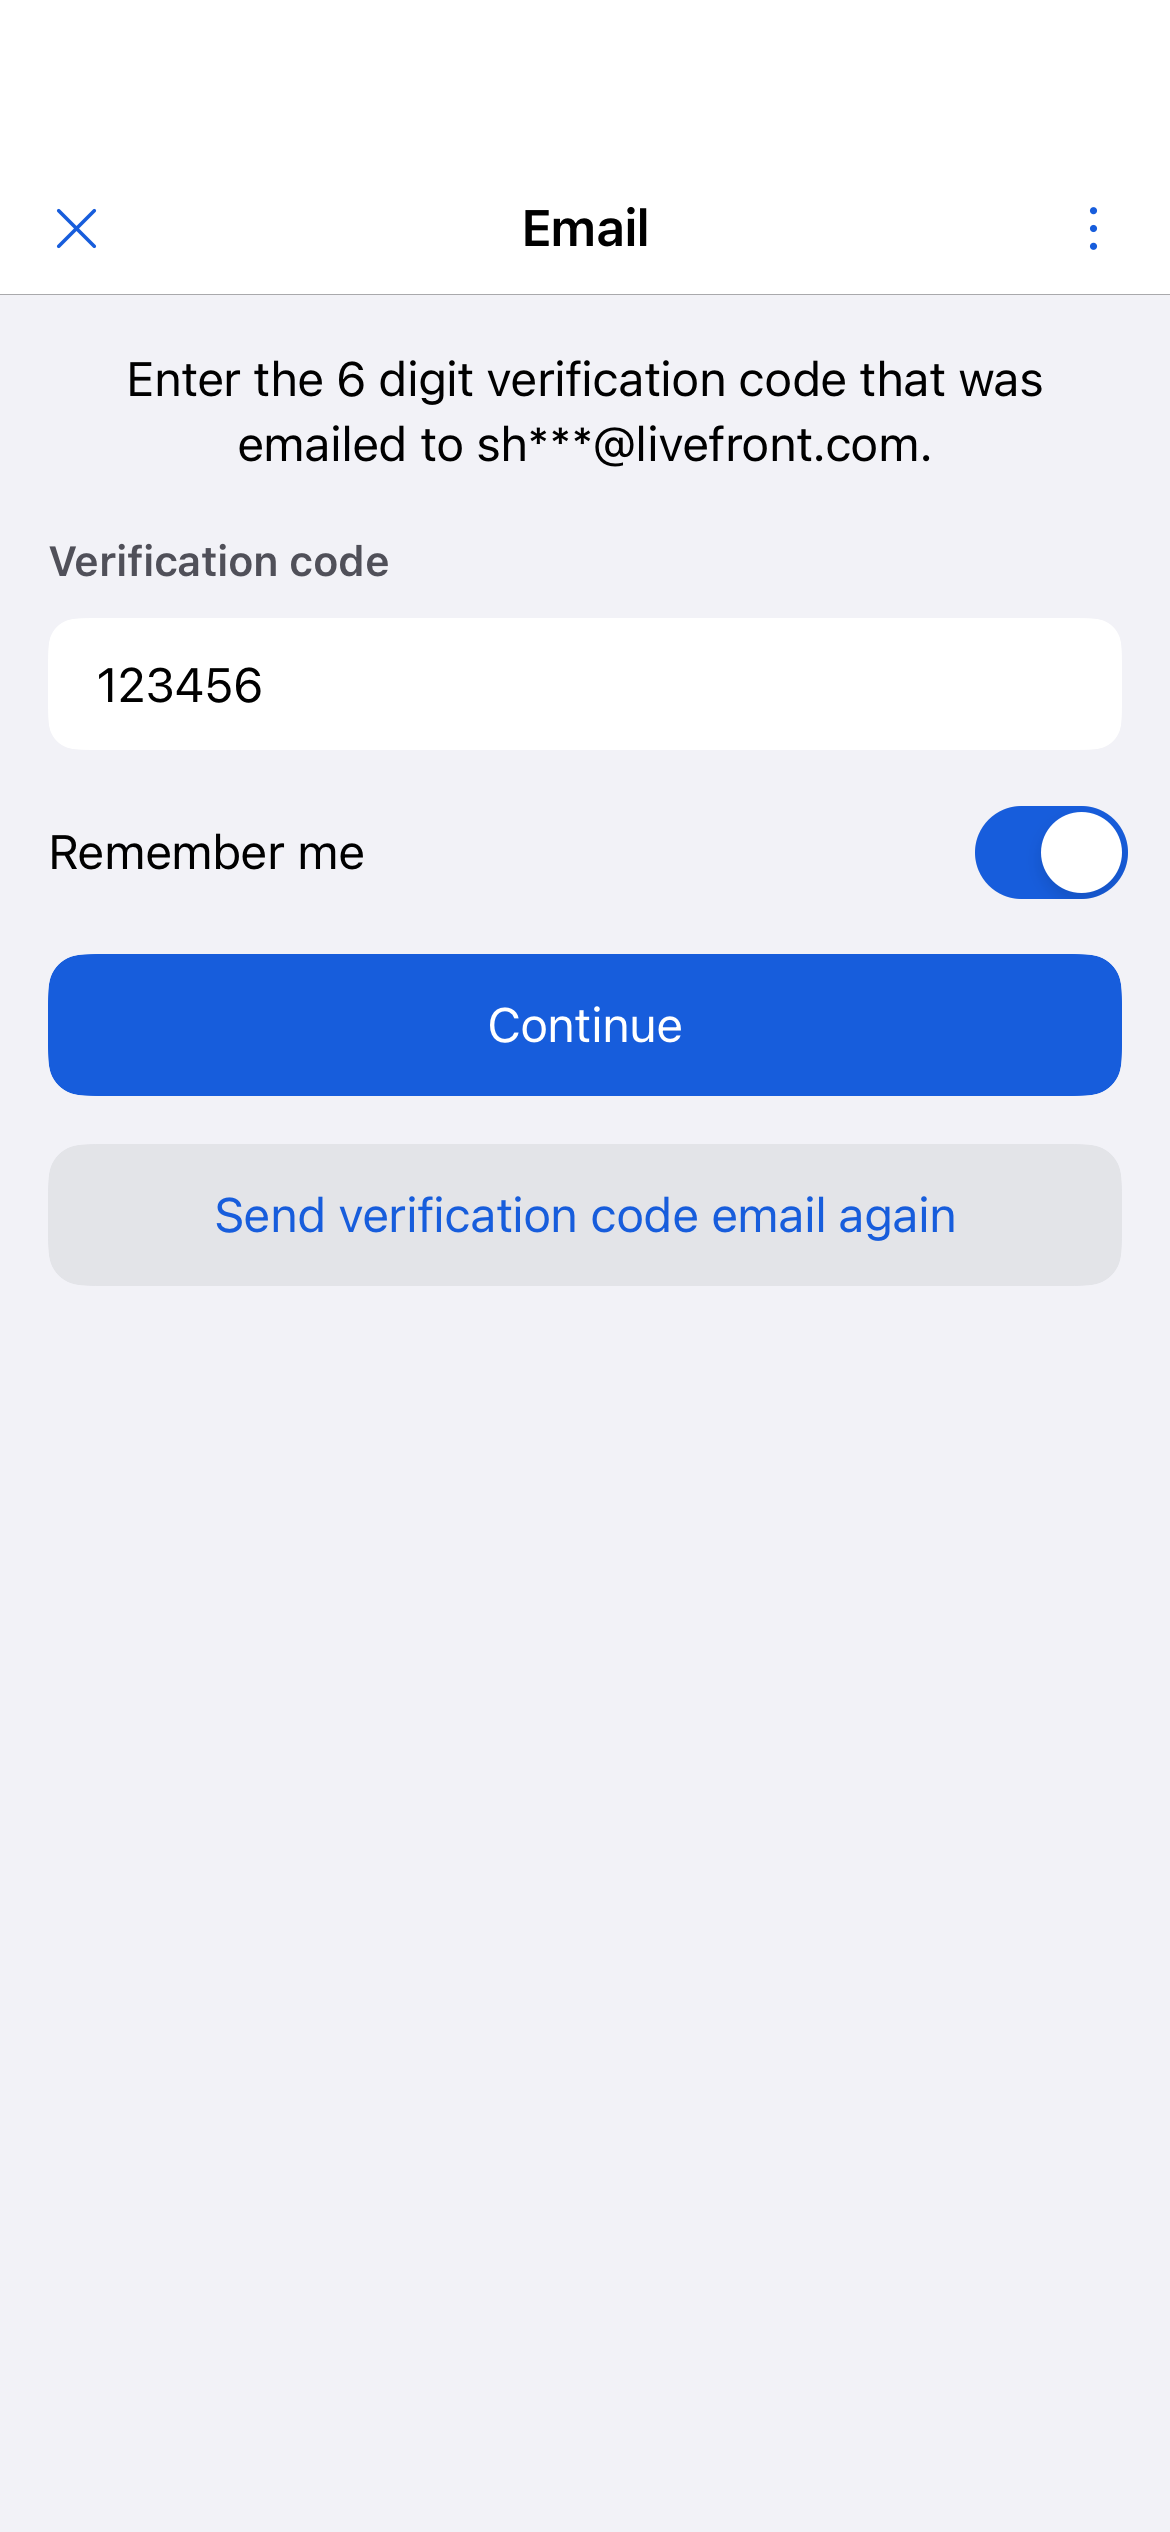 Email
Enter the 6 digit verification code that was
emailed to sh***@livefront.com.
Verification code
123456
Remember me
Continue
Send verification code email again